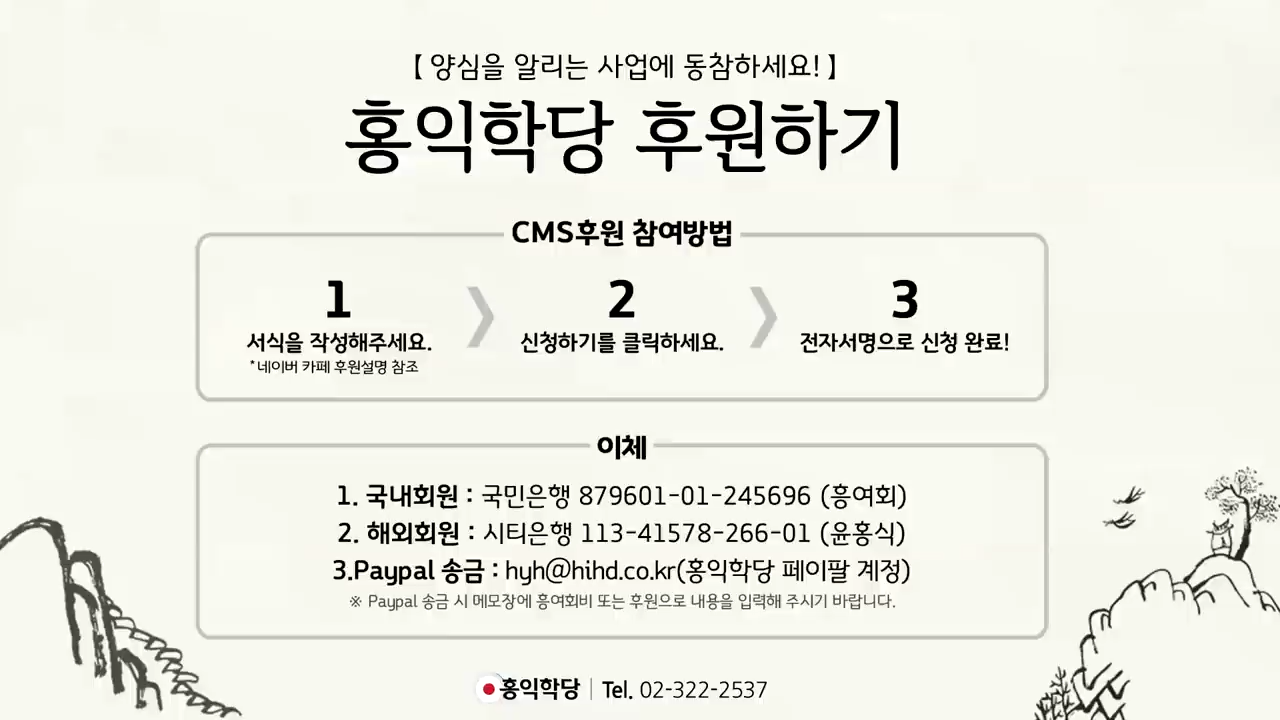 【 양심을 알리는 사업에 동참하세요! 】
홍익학당 후원하기
CMS후원 참여방법
1
서식을 작성해주세요.
*네이버 카페 후원설명 참조
2
신청하기를 클릭하세요.
3
전자서명으로 신청 완료!
이체
1. 국내회원 : 국민은행 879601-01-245696 (흥여회)
2. 해외회원 : 시티은행 113-41578-266-01 (윤홍식)
3.Paypal 송금 : hyh@hihd.co.kr(홍익학당 페이팔 계정)
※ Paypal 송금 시 메모장에 흥여회비 또는 후원으로 내용을 입력해 주시기 바랍니다.
홍익학당 | Tel. 02-322-2537